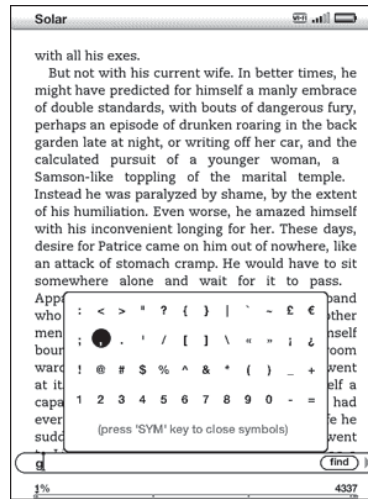 Solar
with all his exes.
But not with his current wife. In better times, he
might have predicted for himself a manly embrace
of double standards, with bouts of dangerous fury,
perhaps an episode of drunken roaring in the back
garden late at night, or writing off her car, and the
calculated pursuit of a younger woman, a
Samson-like toppling of the marital temple.
Instead he was paralyzed by shame, by the extent
of his humiliation. Even worse, he amazed himself
with his inconvenient longing for her. These days,
desire for Patrice came on him out of nowhere, like
an attack of stomach cramp. He would have to sit
somewhere alone and wait for it to pass.
: < > " ? { } | ` ~ £ €
; , . ' / [ ] \ « » ¡ ¿
! @ # $ % ^ & * ( ) _ +
1 2 3 4 5 6 7 8 9 0 - =
(press 'SYM' key to close symbols)
g find
1% 4337